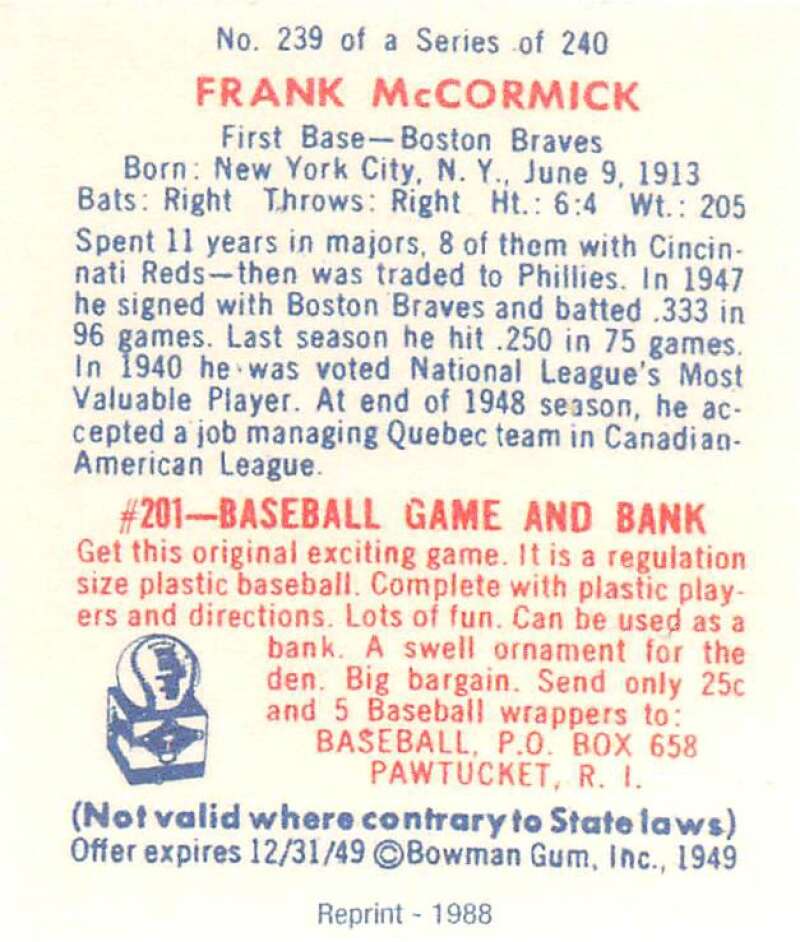 No. 239 of a Series of 240
FRANK McCORMICK
First Base—Boston Braves
Born: New York City, N. Y., June 9, 1913
Bats: Right Throws: Right Ht.: 6:4 Wt.: 205
Spent 11 years in majors, 8 of them with Cincin-
nati Reds—then was traded to Phillies. In 1947
he signed with Boston Braves and batted .333 in
96 games. Last season he hit .250 in 75 games.
In 1940 he was voted National League's Most
Valuable Player. At end of 1948 season, he ac-
cepted a job managing Quebec team in Canadian-
American League.
#201—BASEBALL GAME AND BANK
Get this original exciting game. It is a regulation
size plastic baseball. Complete with plastic play-
ers and directions. Lots of fun. Can be used as a
bank. A swell ornament for the
den. Big bargain. Send only 25c
and 5 Baseball wrappers to:
BASEBALL, P.O. BOX 658
PAWTUCKET, R. I.
(Not valid where contrary to State laws)
Offer expires 12/31/49 ©Bowman Gum, Inc., 1949
Reprint - 1988